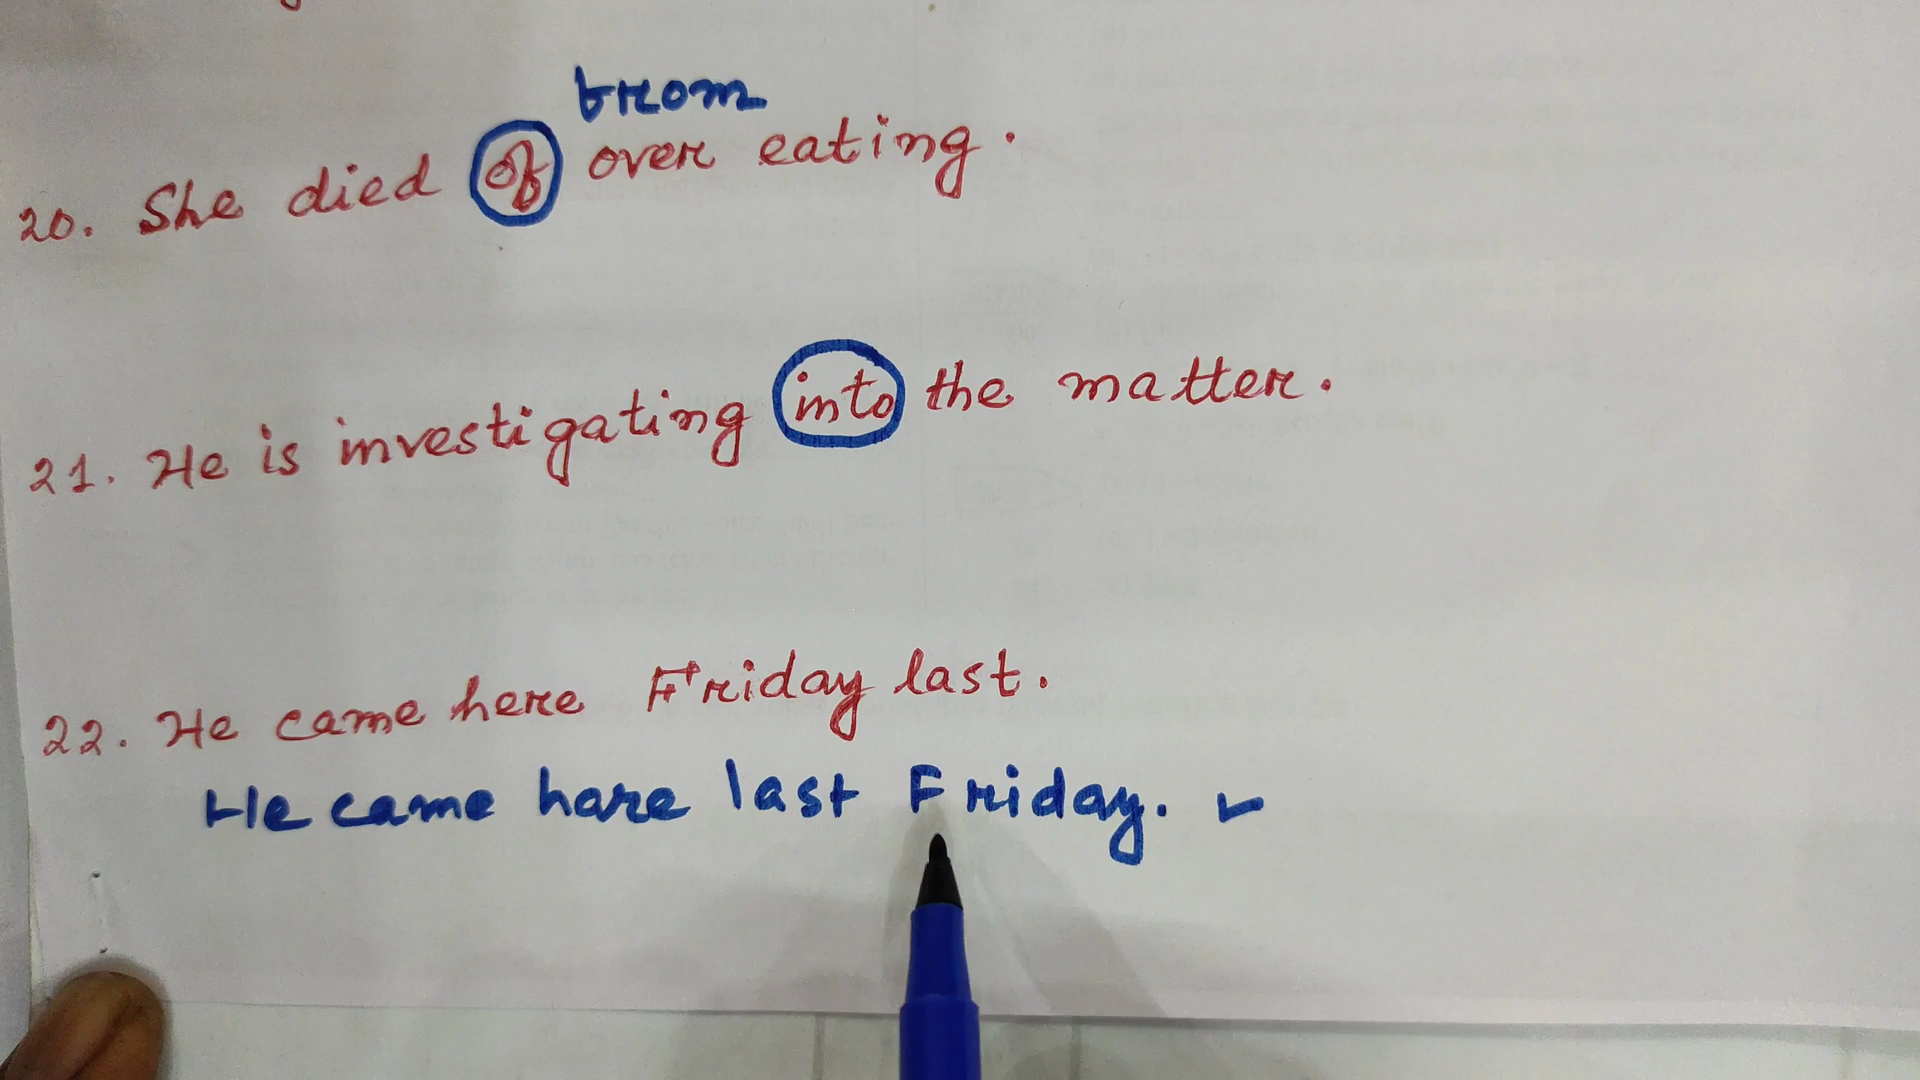 from
20. She died of over eating.
21. He is investigating into the matter.
22. He came here Friday last.
He came here last Friday. ✓